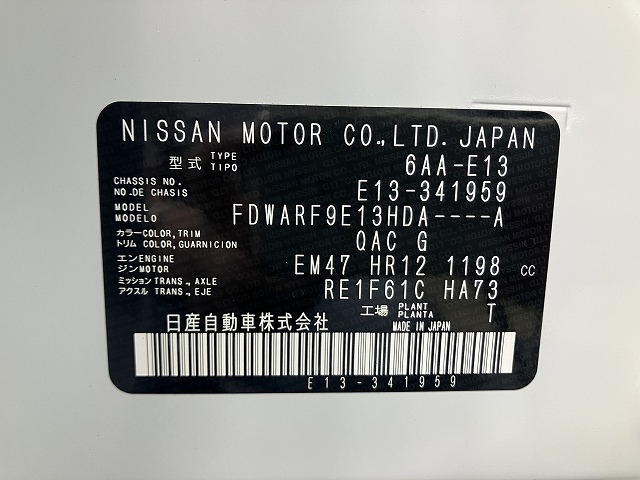 NISSAN MOTOR CO.,LTD. JAPAN
型式 TYPE TIPO 6AA-E13
CHASSIS NO. NO.DE CHASIS E13-341959
MODEL MODELO FDWARF9E13HDA----A
カラー COLOR,TRIM トリム COLOR,GUARNICION QAC G
エンENGINE ジンMOTOR EM47 HR12 1198 cc
ミッション TRANS., AXLE アクスル TRANS., EJE RE1F61C HA73
工場 PLANT PLANTA T
日産自動車株式会社 MADE IN JAPAN
E13-341959